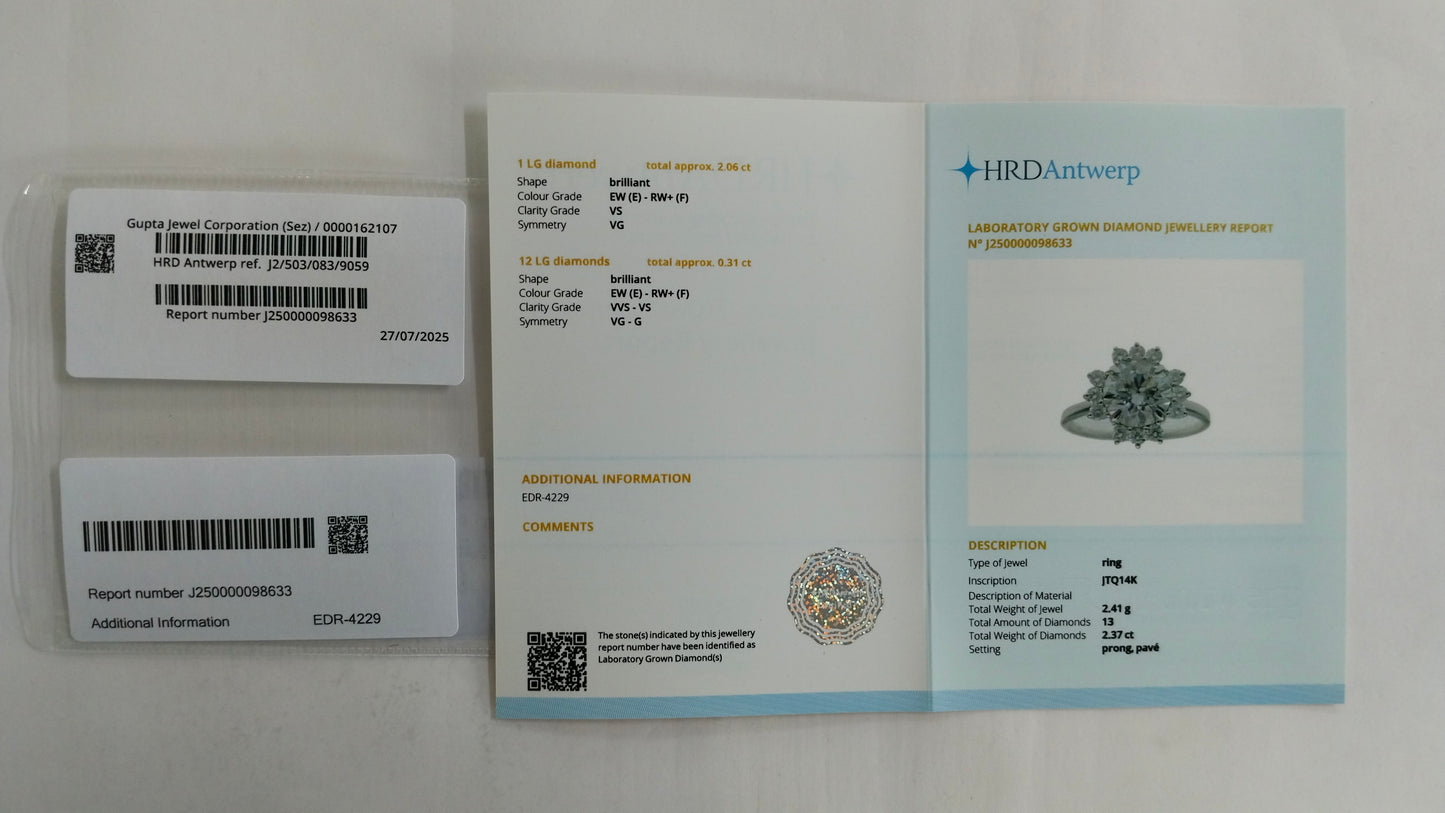 Gupta Jewel Corporation (Sez) / 0000162107
HRD Antwerp ref. J2/503/083/9059
Report number J250000098633
27/07/2025
Report number J250000098633
Additional Information EDR-4229
1 LG diamond total approx. 2.06 ct
Shape brilliant
Colour Grade EW (E) - RW+ (F)
Clarity Grade VS
Symmetry VG
12 LG diamonds total approx. 0.31 ct
Shape brilliant
Colour Grade EW (E) - RW+ (F)
Clarity Grade VVS - VS
Symmetry VG - G
ADDITIONAL INFORMATION
EDR-4229
COMMENTS
The stone(s) indicated by this jewellery
report number have been identified as
Laboratory Grown Diamond(s)
HRDAntwerp
LABORATORY GROWN DIAMOND JEWELLERY REPORT
N° J250000098633
DESCRIPTION
Type of Jewel ring
Inscription JTQ14K
Description of Material
Total Weight of Jewel 2.41 g
Total Amount of Diamonds 13
Total Weight of Diamonds 2.37 ct
Setting prong, pavé